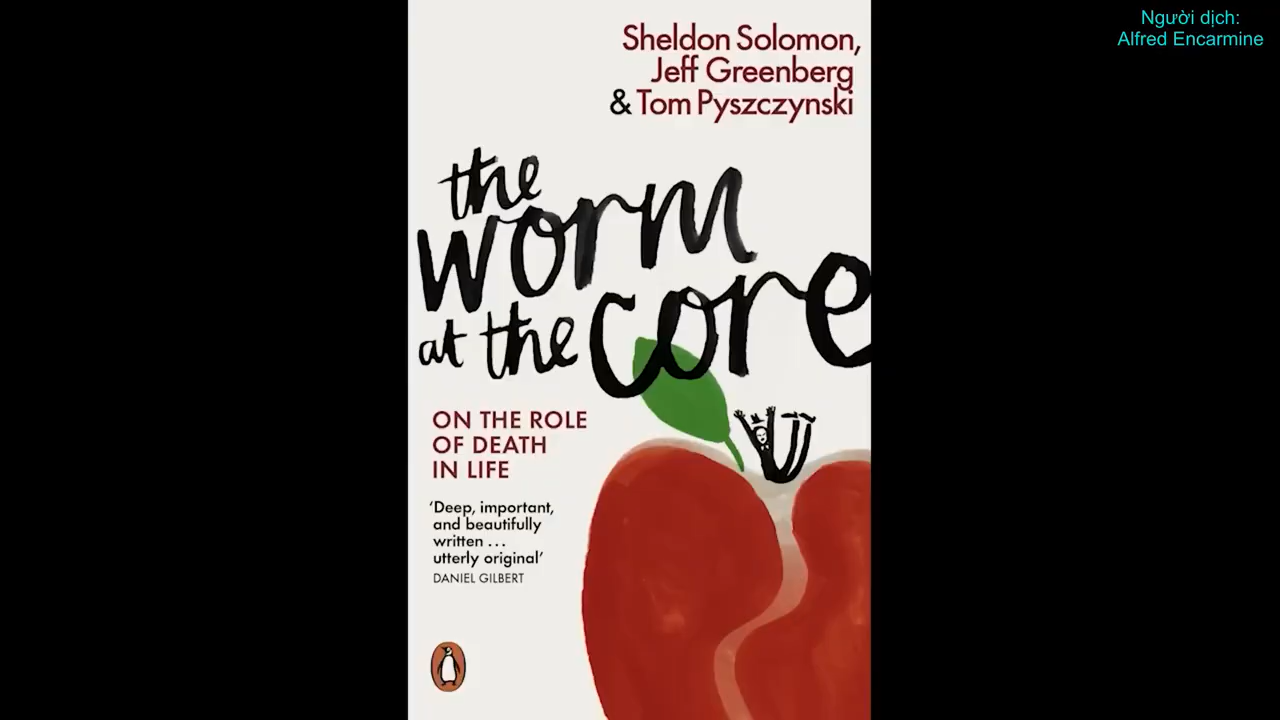 Người dịch:
Alfred Encarmine
Sheldon Solomon,
Jeff Greenberg
& Tom Pyszczynski
the
worm
at the core
ON THE ROLE
OF DEATH
IN LIFE
‘Deep, important,
and beautifully
written ...
utterly original’
DANIEL GILBERT